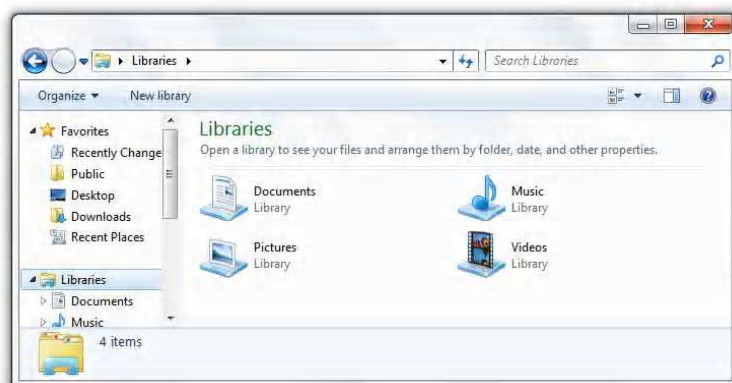 Libraries
Search Libraries
Organize
New library
Favorites
Recently Change
Public
Desktop
Downloads
Recent Places
Libraries
Documents
Music
Libraries
Open a library to see your files and arrange them by folder, date, and other properties.
Documents
Library
Music
Library
Pictures
Library
Videos
Library
4 items